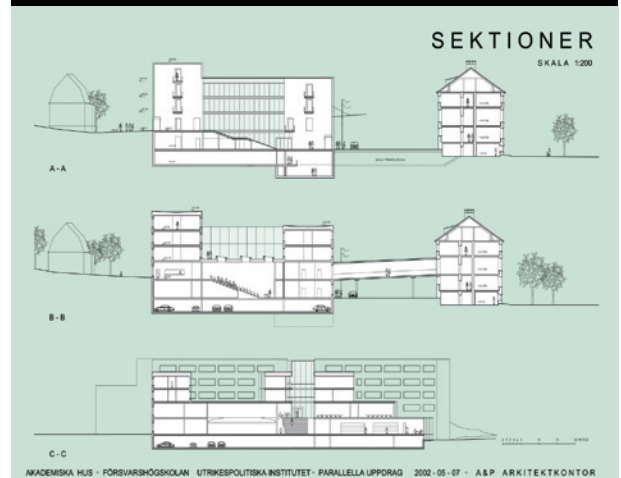 SEKTIONER
SKALA 1:200
A - A
B - B
C - C
AKADEMISKA HUS - FÖRSVARSHÖGSKOLAN UTRIKESPOLITISKA INSTITUTET - PARALLELLA UPPDRAG 2002 - 05 - 07 - A&P ARKITEKTKONTOR